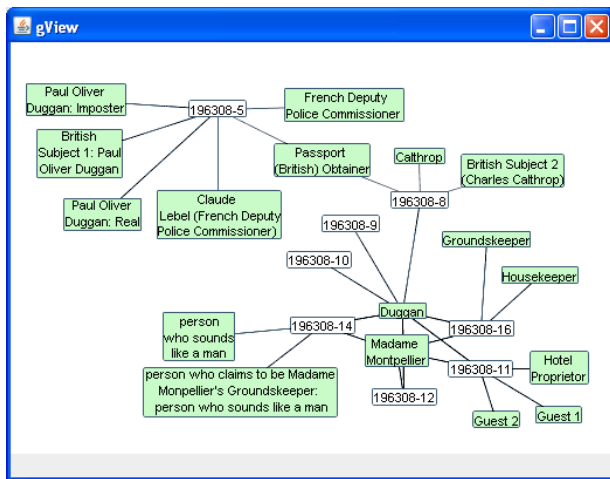 gView
Paul Oliver
Duggan: Imposter
196308-5
French Deputy
Police Commissioner
British
Subject 1: Paul
Oliver Duggan
Passport
(British) Obtainer
Calthrop
British Subject 2
(Charles Calthrop)
Paul Oliver
Duggan: Real
Claude
Lebel (French Deputy
Police Commissioner)
196308-8
196308-9
Groundskeeper
196308-10
Housekeeper
Duggan
person
who sounds
like a man
196308-14
196308-16
Madame
Montpellier
person who claims to be Madame
Monpellier's Groundskeeper:
person who sounds like a man
196308-11
Hotel
Proprietor
196308-12
Guest 2
Guest 1